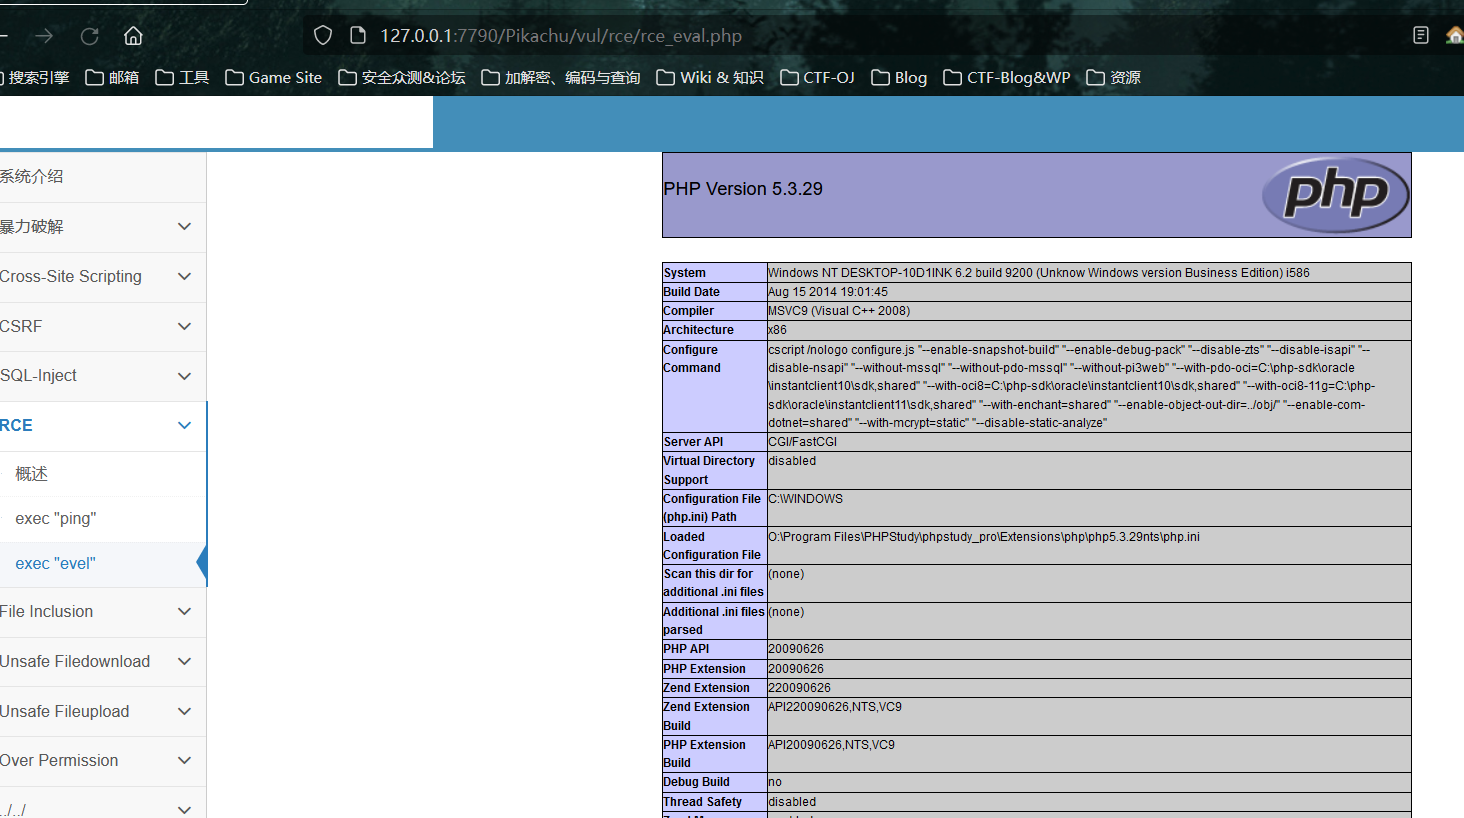 127.0.0.1:7790/Pikachu/vul/rce/rce_eval.php
搜索引擎 邮箱 工具 Game Site 安全众测&论坛 加解密、编码与查询 Wiki & 知识 CTF-OJ Blog CTF-Blog&WP 资源
系统介绍
暴力破解
Cross-Site Scripting
CSRF
SQL-Inject
RCE
概述
exec "ping"
exec "evel"
File Inclusion
Unsafe Filedownload
Unsafe Fileupload
Over Permission
../../
PHP Version 5.3.29
php
System Windows NT DESKTOP-10D1INK 6.2 build 9200 (Unknow Windows version Business Edition) i586
Build Date Aug 15 2014 19:01:45
Compiler MSVC9 (Visual C++ 2008)
Architecture x86
Configure cscript /nologo configure.js "--enable-snapshot-build" "--enable-debug-pack" "--disable-zts" "--disable-isapi" "--
Command disable-nsapi" "--without-mssql" "--without-pdo-mssql" "--without-pi3web" "--with-pdo-oci=C:\php-sdk\oracle
\instantclient10\sdk,shared" "--with-oci8=C:\php-sdk\oracle\instantclient10\sdk,shared" "--with-oci8-11g=C:\php-
sdk\oracle\instantclient11\sdk,shared" "--with-enchant=shared" "--enable-object-out-dir=../obj/" "--enable-com-
dotnet=shared" "--with-mcrypt=static" "--disable-static-analyze"
Server API CGI/FastCGI
Virtual Directory disabled
Support
Configuration File C:\WINDOWS
(php.ini) Path
Loaded O:\Program Files\PHPStudy\phpstudy_pro\Extensions\php\php5.3.29nts\php.ini
Configuration File
Scan this dir for (none)
additional .ini files
Additional .ini files (none)
parsed
PHP API 20090626
PHP Extension 20090626
Zend Extension 220090626
Zend Extension API220090626,NTS,VC9
Build
PHP Extension API20090626,NTS,VC9
Build
Debug Build no
Thread Safety disabled